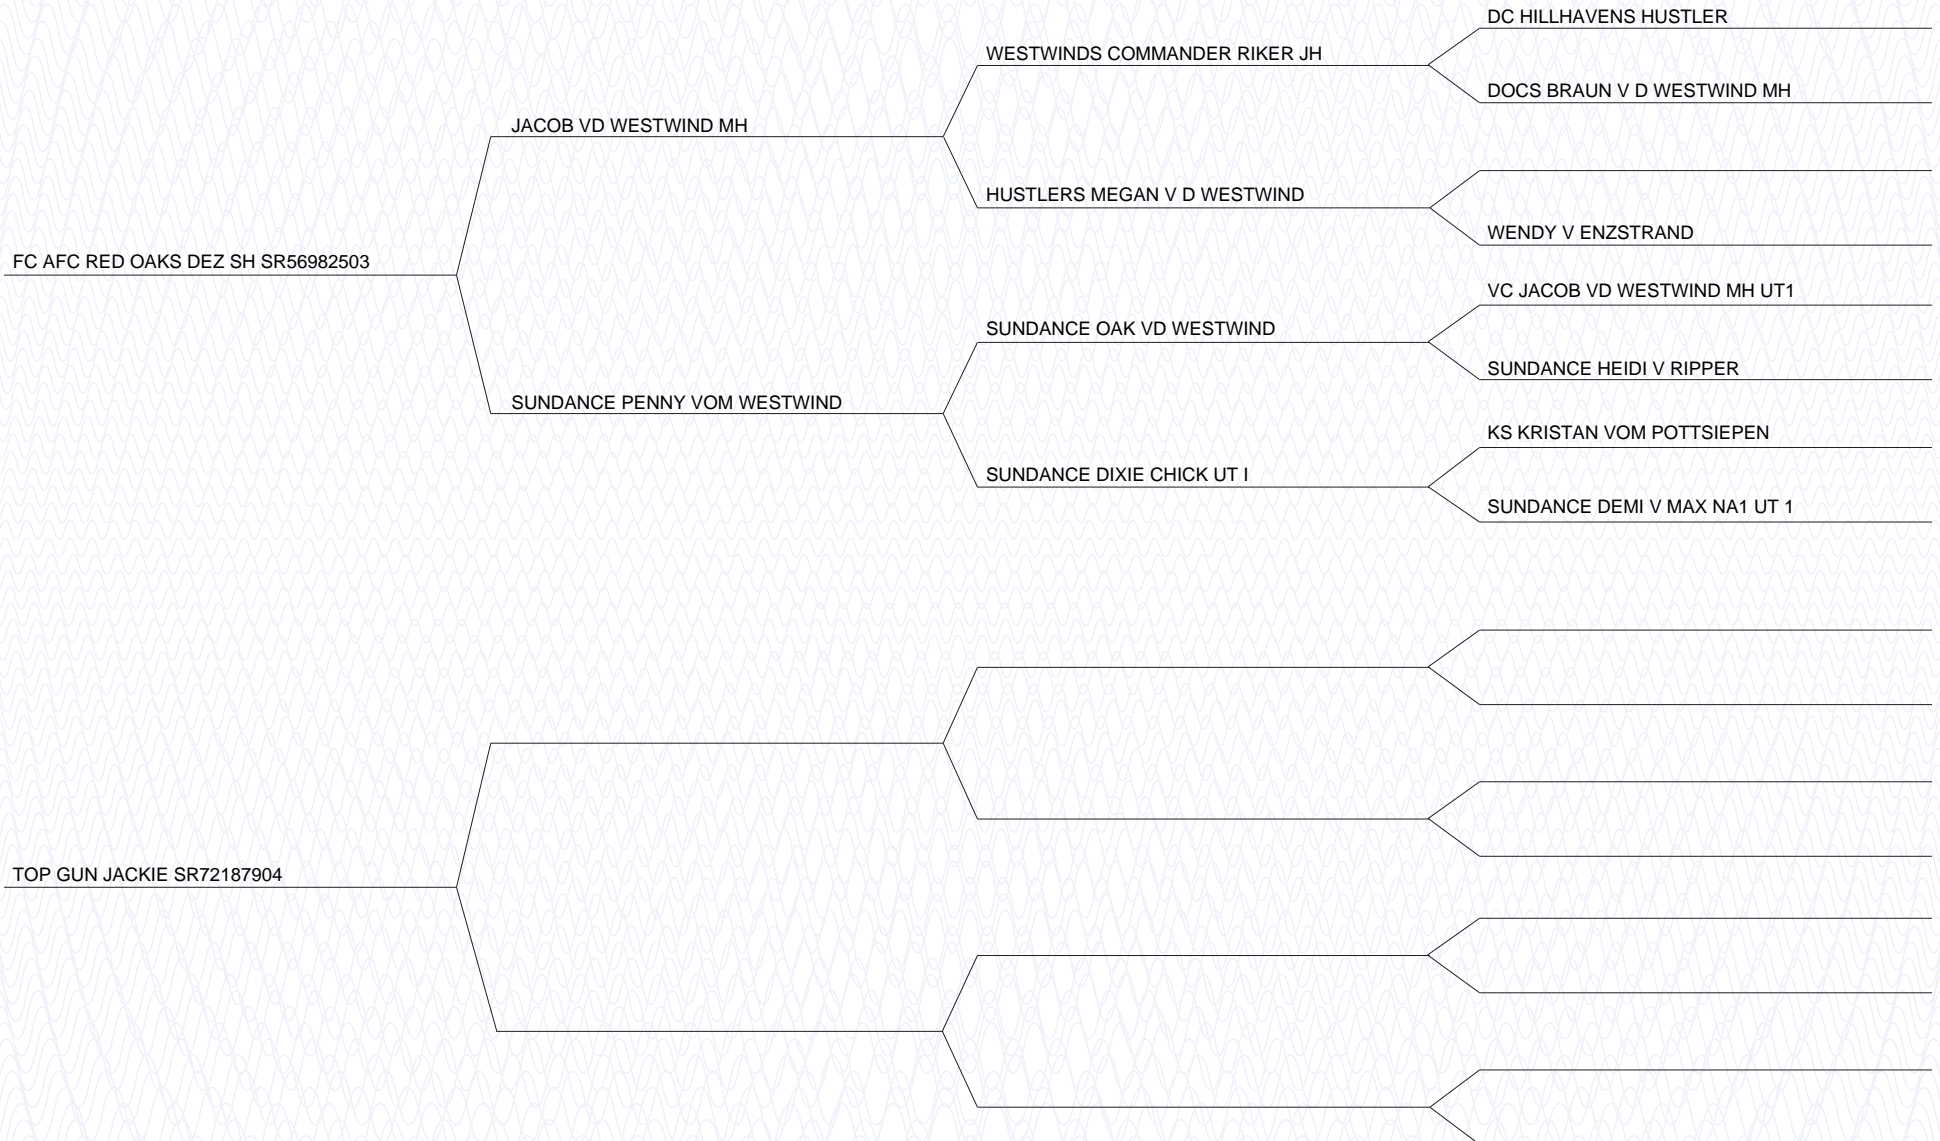 DC HILLHAVENS HUSTLER
WESTWINDS COMMANDER RIKER JH
DOCS BRAUN V D WESTWIND MH
JACOB VD WESTWIND MH
HUSTLERS MEGAN V D WESTWIND
WENDY V ENZSTRAND
FC AFC RED OAKS DEZ SH SR56982503
VC JACOB VD WESTWIND MH UT1
SUNDANCE OAK VD WESTWIND
SUNDANCE HEIDI V RIPPER
SUNDANCE PENNY VOM WESTWIND
KS KRISTAN VOM POTTSIEPEN
SUNDANCE DIXIE CHICK UT I
SUNDANCE DEMI V MAX NA1 UT 1
TOP GUN JACKIE SR72187904